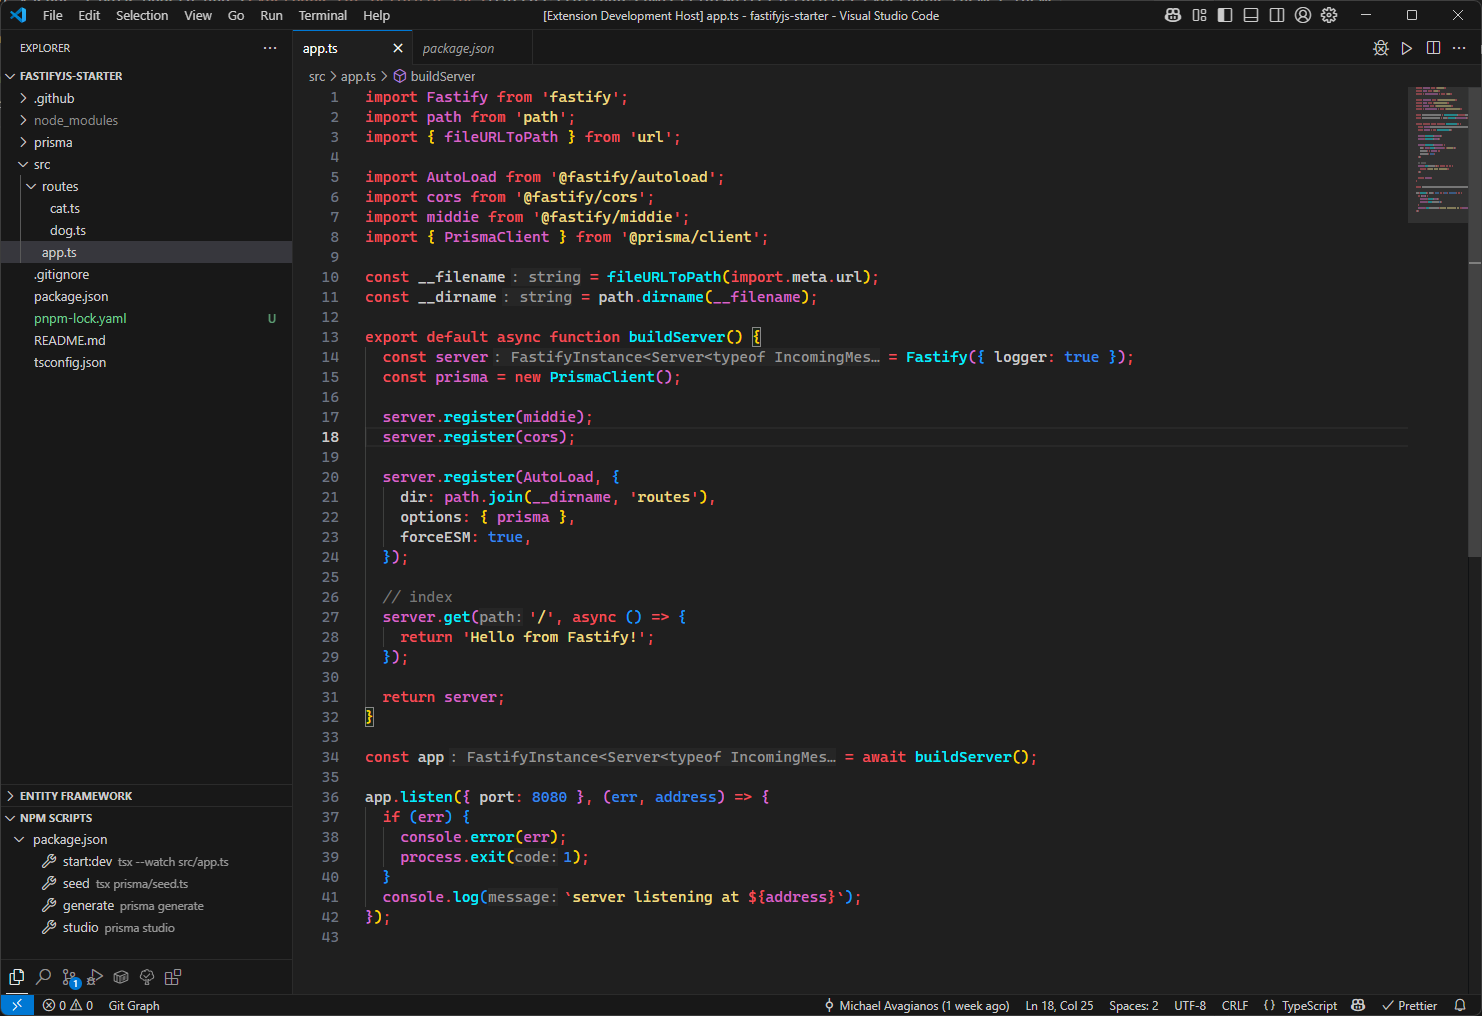 File Edit Selection View Go Run Terminal Help
[Extension Development Host] app.ts - fastifyjs-starter - Visual Studio Code
EXPLORER
FASTIFYJS-STARTER
.github
node_modules
prisma
src
routes
cat.ts
dog.ts
app.ts
.gitignore
package.json
pnpm-lock.yaml U
README.md
tsconfig.json
ENTITY FRAMEWORK
NPM SCRIPTS
package.json
start:dev tsx --watch src/app.ts
seed tsx prisma/seed.ts
generate prisma generate
studio prisma studio
1
app.ts package.json
src > app.ts > buildServer
1 import Fastify from 'fastify';
2 import path from 'path';
3 import { fileURLToPath } from 'url';
4
5 import AutoLoad from '@fastify/autoload';
6 import cors from '@fastify/cors';
7 import middie from '@fastify/middie';
8 import { PrismaClient } from '@prisma/client';
9
10 const __filename: string = fileURLToPath(import.meta.url);
11 const __dirname: string = path.dirname(__filename);
12
13 export default async function buildServer() {
14 const server: FastifyInstance<Server<typeof IncomingMes… = Fastify({ logger: true });
15 const prisma = new PrismaClient();
16
17 server.register(middie);
18 server.register(cors);
19
20 server.register(AutoLoad, {
21 dir: path.join(__dirname, 'routes'),
22 options: { prisma },
23 forceESM: true,
24 });
25
26 // index
27 server.get(path: '/', async () => {
28 return 'Hello from Fastify!';
29 });
30
31 return server;
32 }
33
34 const app: FastifyInstance<Server<typeof IncomingMes… = await buildServer();
35
36 app.listen({ port: 8080 }, (err, address) => {
37 if (err) {
38 console.error(err);
39 process.exit(code: 1);
40 }
41 console.log(message: `server listening at ${address}`);
42 });
43
0 0 Git Graph
Michael Avagianos (1 week ago) Ln 18, Col 25 Spaces: 2 UTF-8 CRLF {} TypeScript Prettier